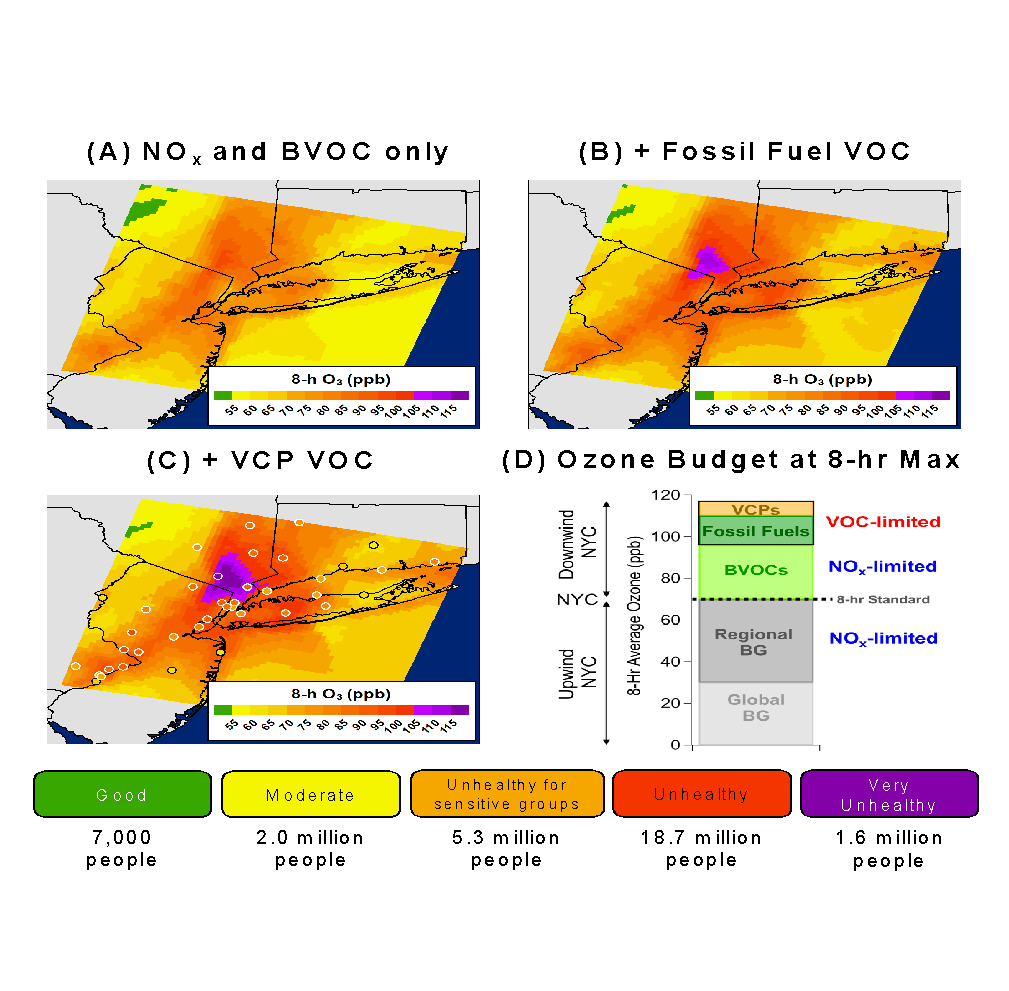 (A) NOx and BVOC only
(B) + Fossil Fuel VOC
8-h O3 (ppb)
55 60 65 70 75 80 85 90 95 100 105 110 115
8-h O3 (ppb)
55 60 65 70 75 80 85 90 95 100 105 110 115
(C) + VCP VOC
(D) Ozone Budget at 8-hr Max
8-h O3 (ppb)
55 60 65 70 75 80 85 90 95 100 105 110 115
Downwind
NYC
NYC
Upwind
NYC
8-Hr Average Ozone (ppb)
120
100
80
60
40
20
0
VCPs
Fossil Fuels
BVOCs
Regional
BG
Global
BG
VOC-limited
NOx-limited
8-hr Standard
NOx-limited
Good
Moderate
Unhealthy for
sensitive groups
Unhealthy
Very
Unhealthy
7,000
people
2.0 million
people
5.3 million
people
18.7 million
people
1.6 million
people